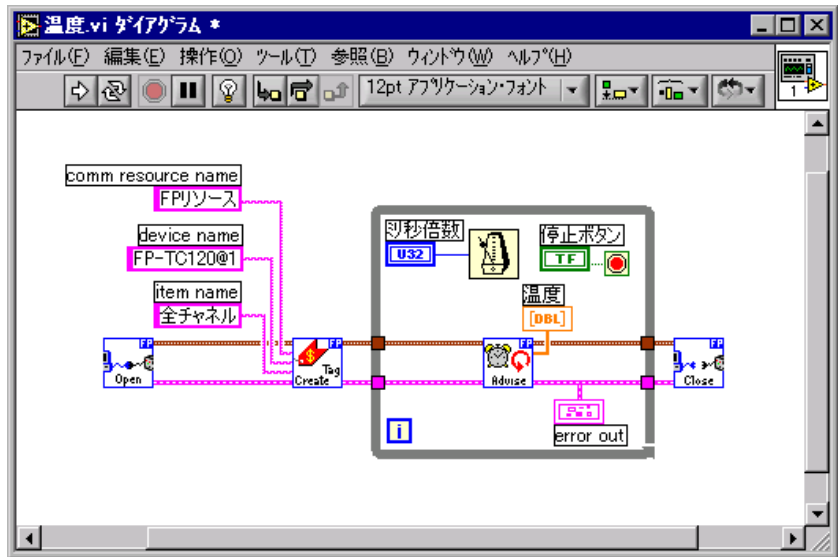 温度.vi ダイアグラム *
ファイル(F) 編集(E) 操作(O) ツール(T) 参照(B) ウィンドウ(W) ヘルプ(H)
12pt アプリケーション・フォント
1
comm resource name
FPリソース
device name
FP-TC120@1
item name
全チャネル
ミリ秒倍数
U32
停止ボタン
TF
温度
[DBL]
FP
Open
FP
Tag
Create
FP
Advise
FP
Close
i
error out